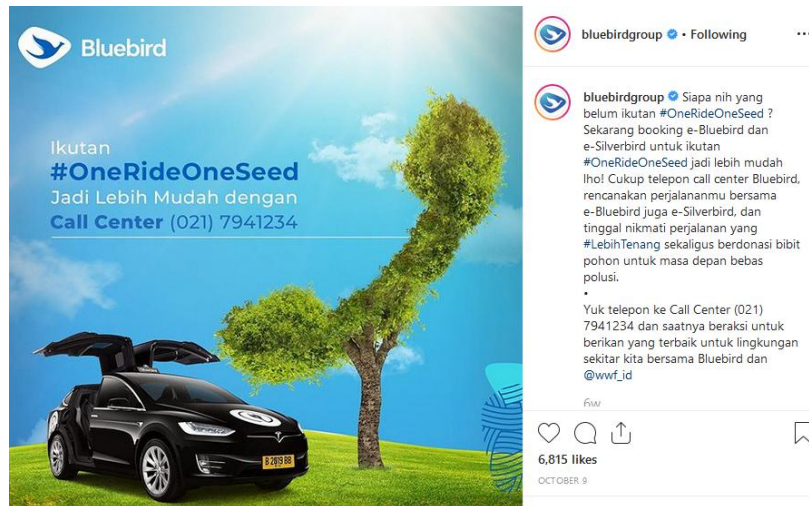 Bluebird
Ikutan
#OneRideOneSeed
Jadi Lebih Mudah dengan
Call Center (021) 7941234
B 2619 BB
bluebirdgroup • Following
bluebirdgroup Siapa nih yang
belum ikutan #OneRideOneSeed ?
Sekarang booking e-Bluebird dan
e-Silverbird untuk ikutan
#OneRideOneSeed jadi lebih mudah
lho! Cukup telepon call center Bluebird,
rencanakan perjalananmu bersama
e-Bluebird juga e-Silverbird, dan
tinggal nikmati perjalanan yang
#LebihTenang sekaligus berdonasi bibit
pohon untuk masa depan bebas
polusi.
•
Yuk telepon ke Call Center (021)
7941234 dan saatnya beraksi untuk
berikan yang terbaik untuk lingkungan
sekitar kita bersama Bluebird dan
@wwf_id
6w
6,815 likes
OCTOBER 9